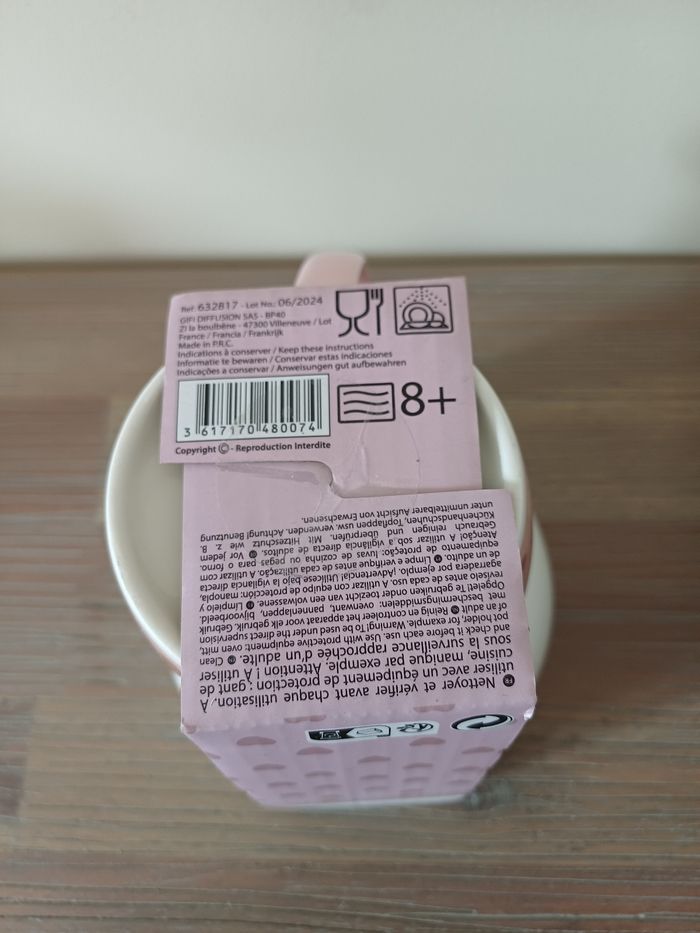 Ref. 632817 - Lot No.: 06/2024
GIFI DIFFUSION SAS - BP40
ZI la boulbène - 47300 Villeneuve / Lot
France / Francia / Frankrijk
Made in P.R.C.
Indications à conserver / Keep these instructions
Informatie te bewaren / Conservar estas indicaciones
Indicações a conservar / Anweisungen gut aufbewahren
8+
3 617170 480074
Copyright © - Reproduction Interdite
FR Nettoyer et vérifier avant chaque utilisation. À
utiliser avec un équipement de protection : gant de
cuisine, manique par exemple. Attention ! À utiliser
sous la surveillance rapprochée d'un adulte. Clean
and check it before each use. Use with protective equipment: oven mitt,
pot holder, for example. Warning! To be used under the direct supervision
of an adult. Reinig en controleer het apparaat voor elk gebruik. Gebruik
met beschermingsmiddelen: ovenwant, pannenlappen, bijvoorbeeld.
Opgelet! Te gebruiken onder toezicht van een volwassene. Limpielo y
revíselo antes de cada uso. A utilizar con equipo de protección: manopla,
agarradera por ejemplo. ¡Advertencia! Utilícese bajo la vigilancia directa
de un adulto. Limpe e verifique antes de cada utilização. A utilizar com
equipamento de proteção: luvas de cozinha ou pegas para o forno.
Atenção! A utilizar sob a vigilância directa de adultos. Vor jedem
Gebrauch reinigen und überprüfen. Mit Hitzeschutz wie z. B.
Küchenhandschuhen, Topflappen usw. verwenden. Achtung! Benutzung
unter unmittelbarer Aufsicht von Erwachsenen.